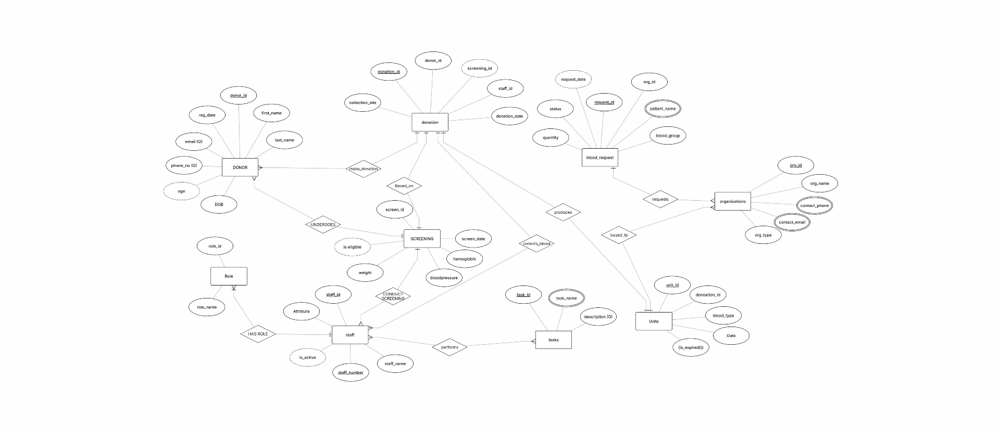 donor_id
donation_id
screening_id
staff_id
collection_site
donation_date
donation
request_date
org_id
request_id
patient_name
status
blood_group
quantity
blood_request
donor_id
reg_date
first_name
email (O)
last_name
phone_no (O)
DONOR
age
DOB
make_donation
Based_on
screen_id
UNDERGOES
SCREENING
screen_date
is eligible
hemoglobin
weight
bloodpressure
produces
collects_blood
requests
issued_to
org_id
org_name
organizations
contact_phone
contact_email
org_type
role_id
Role
role_name
HAS ROLE
CONDUCT
SCREENING
staff_id
Attribute
staff
is_active
staff_number
staff_name
performs
task_id
task_name
description (O)
tasks
unit_id
donoation_id
blood_type
Units
Date
(is_expired())